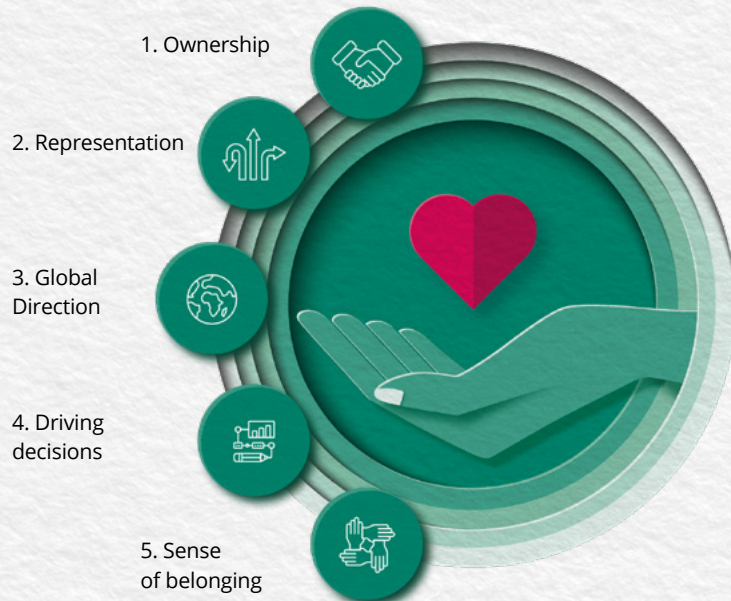 1. Ownership
2. Representation
3. Global
Direction
4. Driving
decisions
5. Sense
of belonging